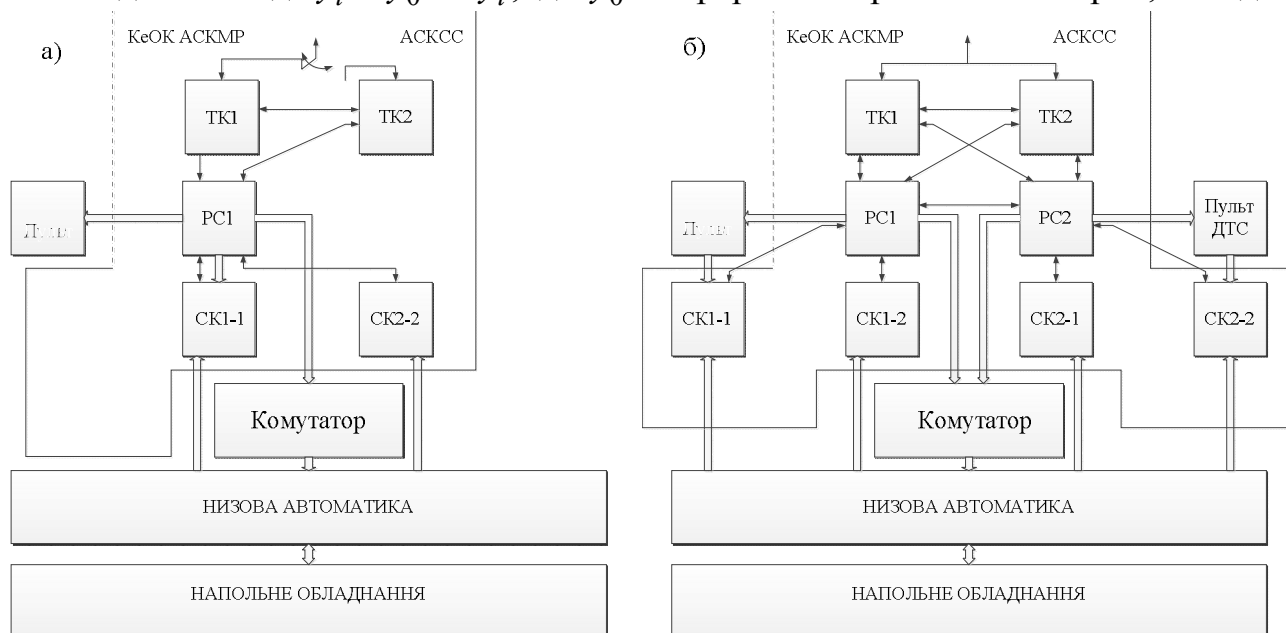 а)
КеОК АСКМР
АСКСС
ТК1
ТК2
РС1
СК1-1
СК2-2
Комутатор
НИЗОВА АВТОМАТИКА
НАПОЛЬНЕ ОБЛАДНАННЯ
б)
КеОК АСКМР
АСКСС
ТК1
ТК2
РС1
РС2
Пульт
ДТС
СК1-1
СК1-2
СК2-1
СК2-2
Комутатор
НИЗОВА АВТОМАТИКА
НАПОЛЬНЕ ОБЛАДНАННЯ